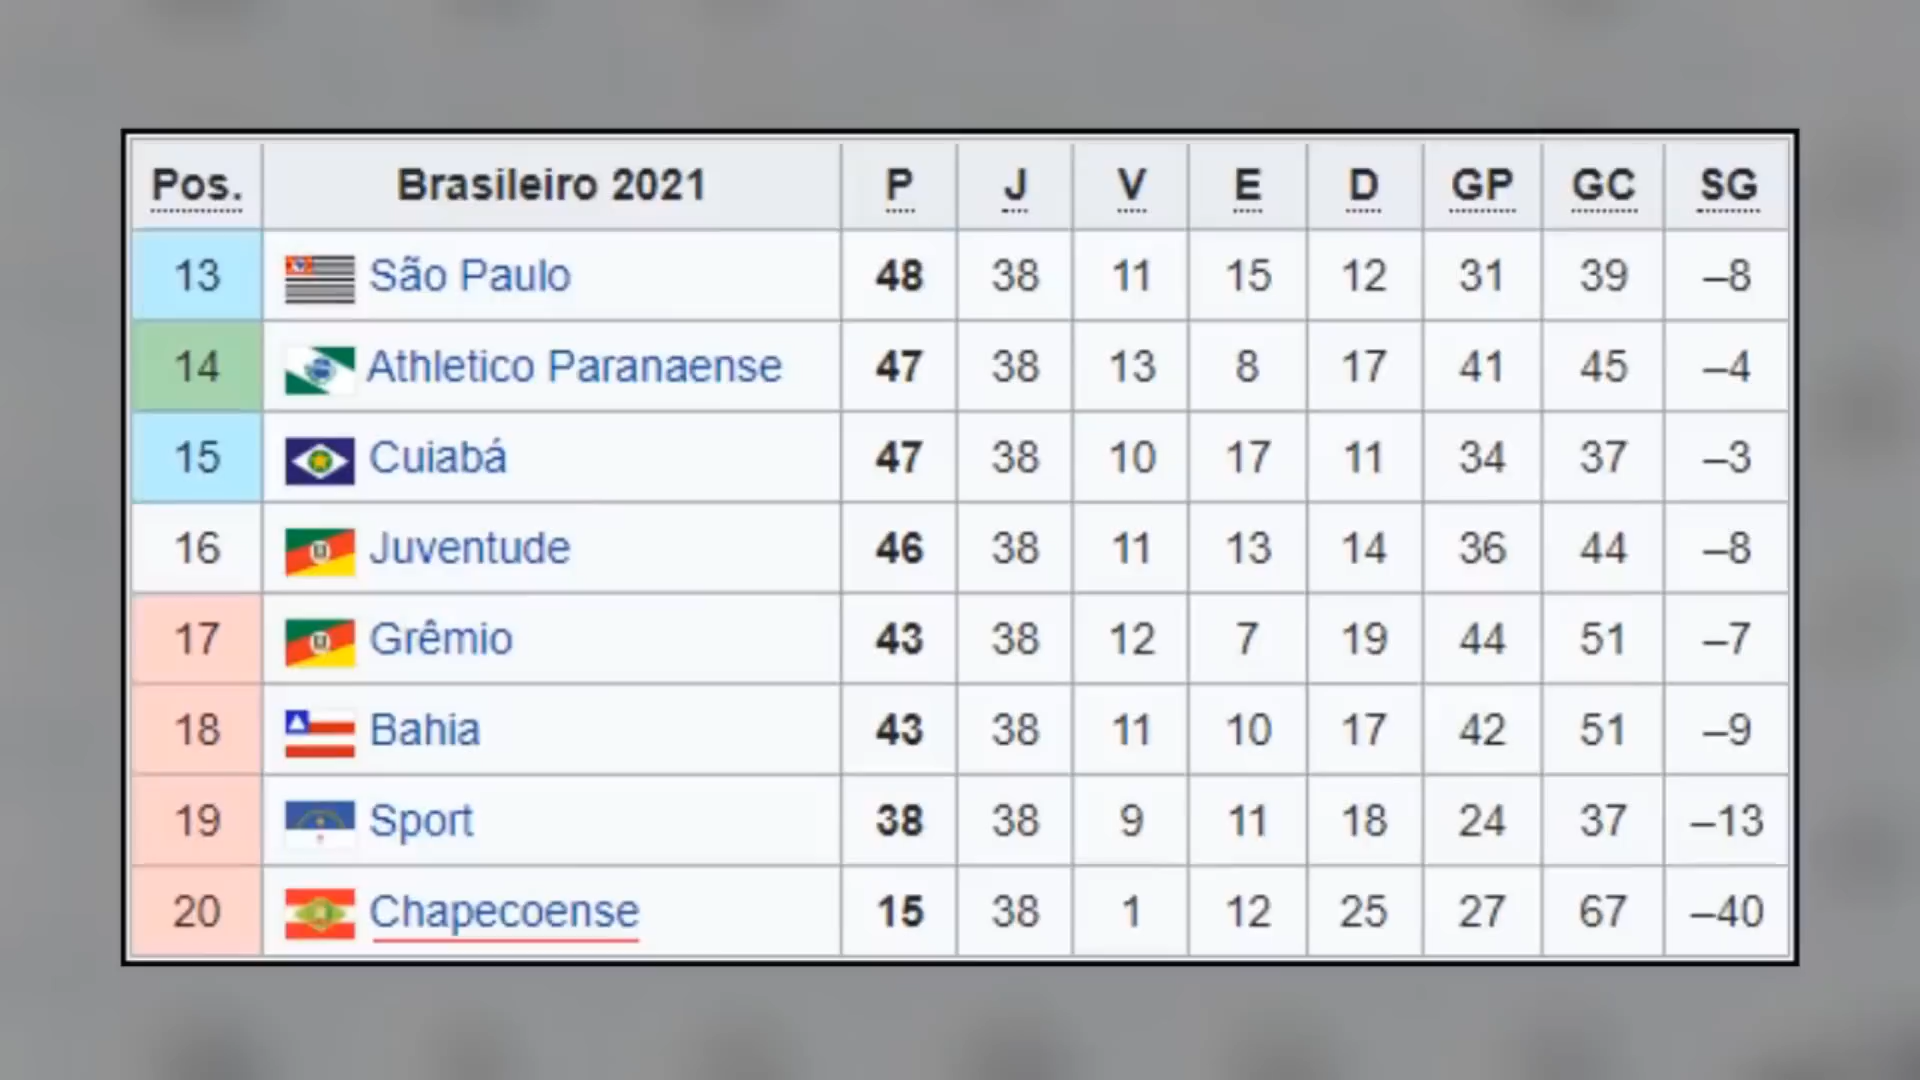 Pos. Brasileiro 2021 P J V E D GP GC SG
13 São Paulo 48 38 11 15 12 31 39 –8
14 Athletico Paranaense 47 38 13 8 17 41 45 –4
15 Cuiabá 47 38 10 17 11 34 37 –3
16 Juventude 46 38 11 13 14 36 44 –8
17 Grêmio 43 38 12 7 19 44 51 –7
18 Bahia 43 38 11 10 17 42 51 –9
19 Sport 38 38 9 11 18 24 37 –13
20 Chapecoense 15 38 1 12 25 27 67 –40